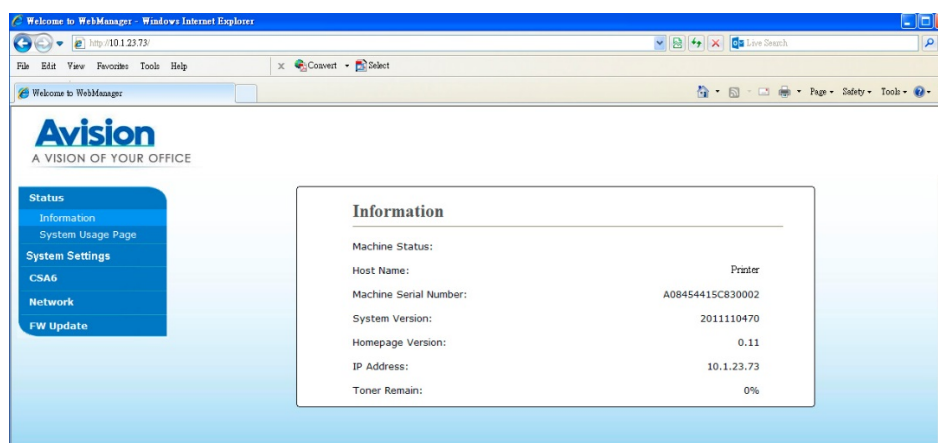 Welcome to WebManager - Windows Internet Explorer
http://10.1.23.73/
Live Search
File Edit View Favorites Tools Help
x Convert Select
Welcome to WebManager
Page Safety Tools
Avision
A VISION OF YOUR OFFICE
Status
Information
System Usage Page
System Settings
CSA6
Network
FW Update
Information
Machine Status:
Host Name: Printer
Machine Serial Number: A08454415C830002
System Version: 2011110470
Homepage Version: 0.11
IP Address: 10.1.23.73
Toner Remain: 0%